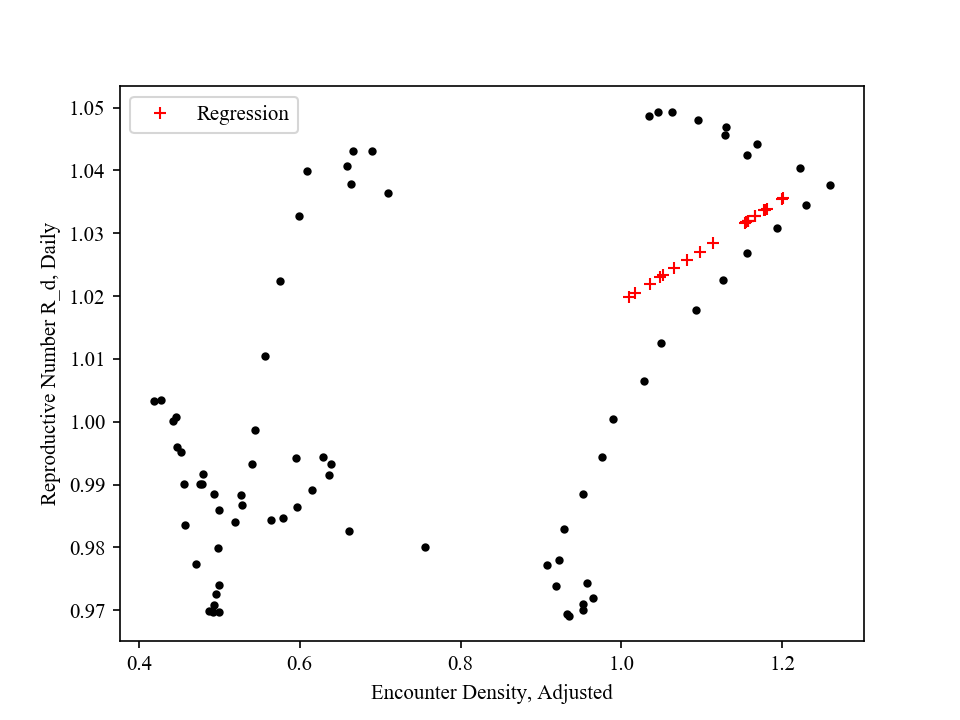 Regression
1.05
1.04
1.03
1.02
1.01
1.00
0.99
0.98
0.97
Reproductive Number R_d, Daily
0.4 0.6 0.8 1.0 1.2
Encounter Density, Adjusted